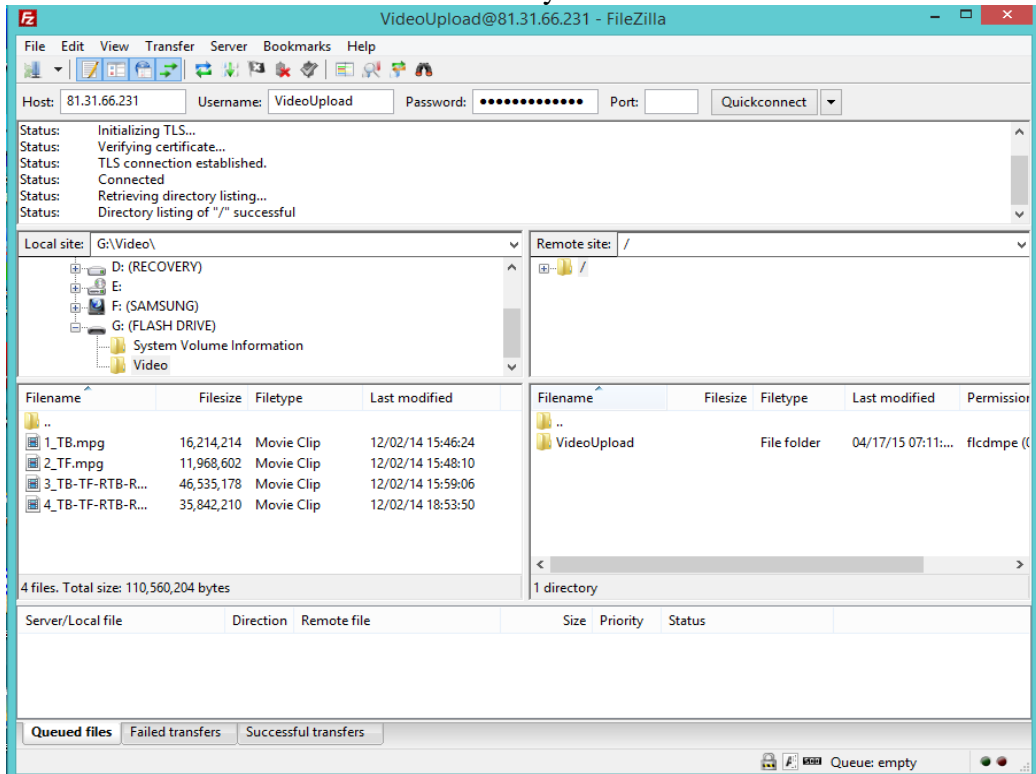 VideoUpload@81.31.66.231 - FileZilla
File Edit View Transfer Server Bookmarks Help
Host: 81.31.66.231 Username: VideoUpload Password: ●●●●●●●●●●●●● Port: Quickconnect
Status: Initializing TLS...
Status: Verifying certificate...
Status: TLS connection established.
Status: Connected
Status: Retrieving directory listing...
Status: Directory listing of "/" successful
Local site: G:\Video\ Remote site: /
D: (RECOVERY) /
E:
F: (SAMSUNG)
G: (FLASH DRIVE)
System Volume Information
Video
Filename Filesize Filetype Last modified Filename Filesize Filetype Last modified Permission
.. ..
1_TB.mpg 16,214,214 Movie Clip 12/02/14 15:46:24 VideoUpload File folder 04/17/15 07:11:... flcdmpe (0
2_TF.mpg 11,968,602 Movie Clip 12/02/14 15:48:10
3_TB-TF-RTB-R... 46,535,178 Movie Clip 12/02/14 15:59:06
4_TB-TF-RTB-R... 35,842,210 Movie Clip 12/02/14 18:53:50
4 files. Total size: 110,560,204 bytes 1 directory
Server/Local file Direction Remote file Size Priority Status
Queued files Failed transfers Successful transfers
Queue: empty